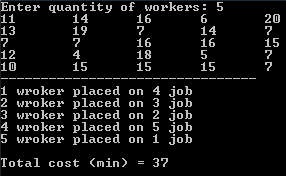 Enter quantity of workers: 5
11 14 16 6 20
13 19 7 14 7
7 7 16 16 15
12 4 18 5 7
10 15 15 15 7
--------------------------------
1 wroker placed on 4 job
2 wroker placed on 3 job
3 wroker placed on 2 job
4 wroker placed on 5 job
5 wroker placed on 1 job
Total cost (min) = 37